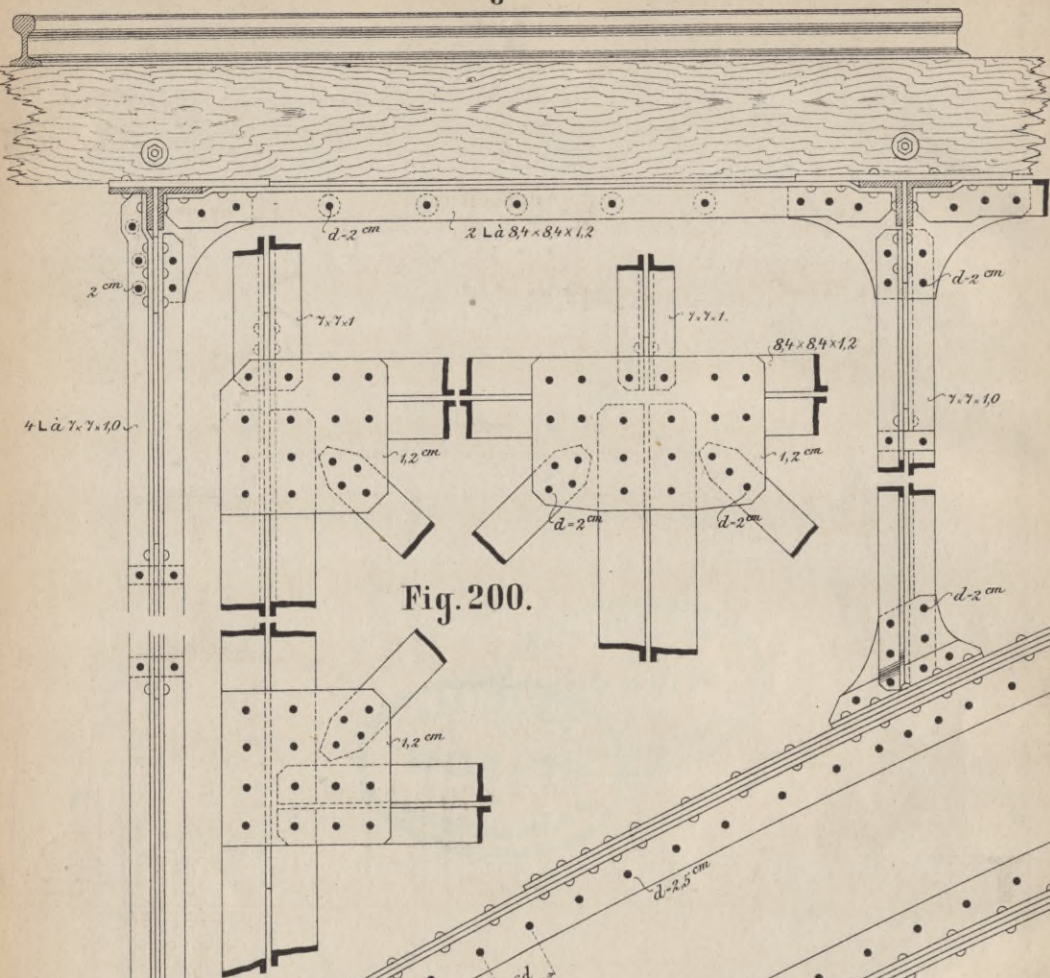 d-2 cm
2 L à 8,4 × 8,4 × 1,2
2 cm
d-2 cm
7×7×1
7×7×1.
8,4×8,4×1,2
4 L à 7×7×1,0
7×7×1,0
1,2 cm
1,2 cm
d=2 cm
d-2 cm
Fig. 200.
d-2 cm
1,2 cm
d-2,5 cm